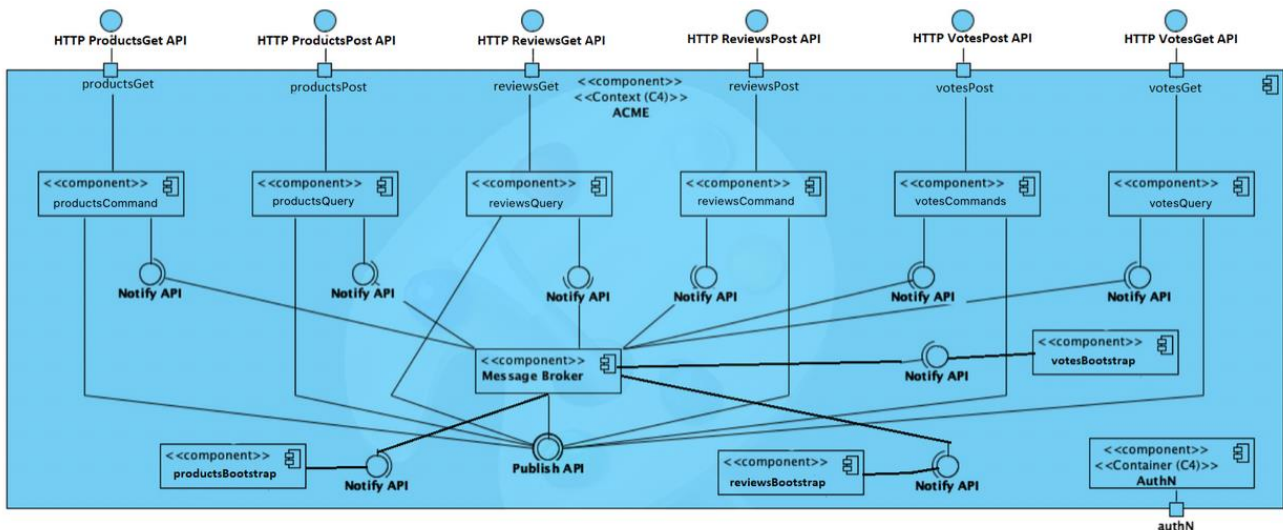 HTTP ProductsGet API
HTTP ProductsPost API
HTTP ReviewsGet API
HTTP ReviewsPost API
HTTP VotesPost API
HTTP VotesGet API
productsGet
productsPost
reviewsGet
<<component>>
<<Context (C4)>>
ACME
reviewsPost
votesPost
votesGet
<<component>>
productsCommand
<<component>>
productsQuery
<<component>>
reviewsQuery
<<component>>
reviewsCommand
<<component>>
votesCommands
<<component>>
votesQuery
Notify API
Notify API
Notify API
Notify API
Notify API
Notify API
<<component>>
Message Broker
Notify API
<<component>>
votesBootstrap
<<component>>
productsBootstrap
Notify API
Publish API
<<component>>
reviewsBootstrap
Notify API
<<component>>
<<Container (C4)>>
AuthN
authN